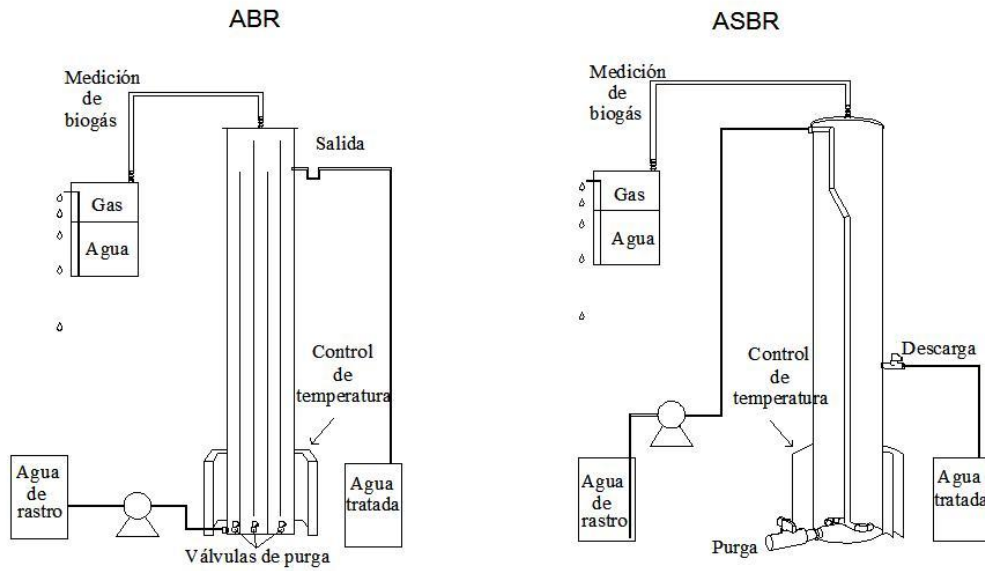 ABR
Medición
de
biogás
Salida
Gas
Agua
Control
de
temperatura
Agua
de
rastro
Agua
tratada
Válvulas de purga
ASBR
Medición
de
biogás
Gas
Agua
Descarga
Control
de
temperatura
Agua
de
rastro
Agua
tratada
Purga